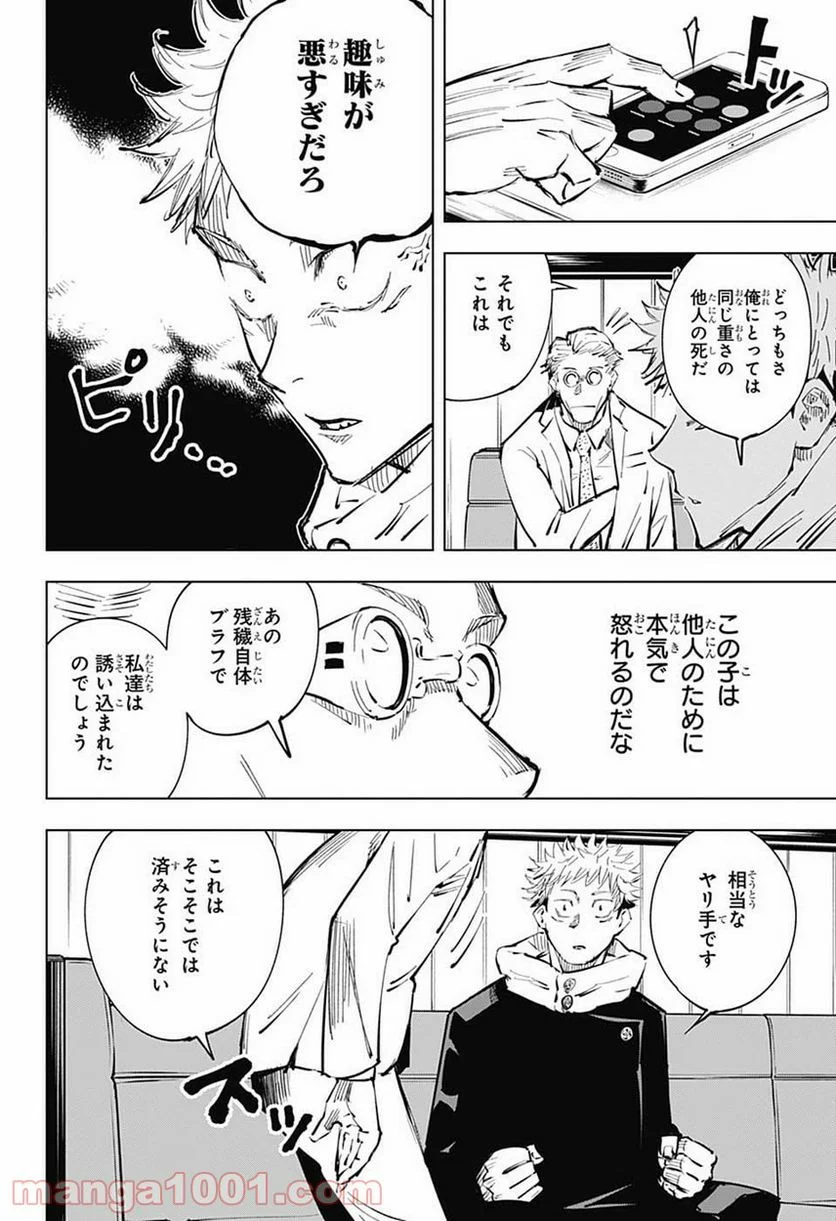 トッ
どっちもさ
俺にとっては
同じ重さの
他人の死だ
それでも
これは
趣味が
悪すぎだろ
ピリ…
この子は
他人のために
本気で
怒れるのだな
あの
残穢自体
ブラフで
私達は
誘い込まれた
のでしょう
相当な
ヤリ手です
これは
そこそこでは
済みそうにない
スッ
manga1001.com